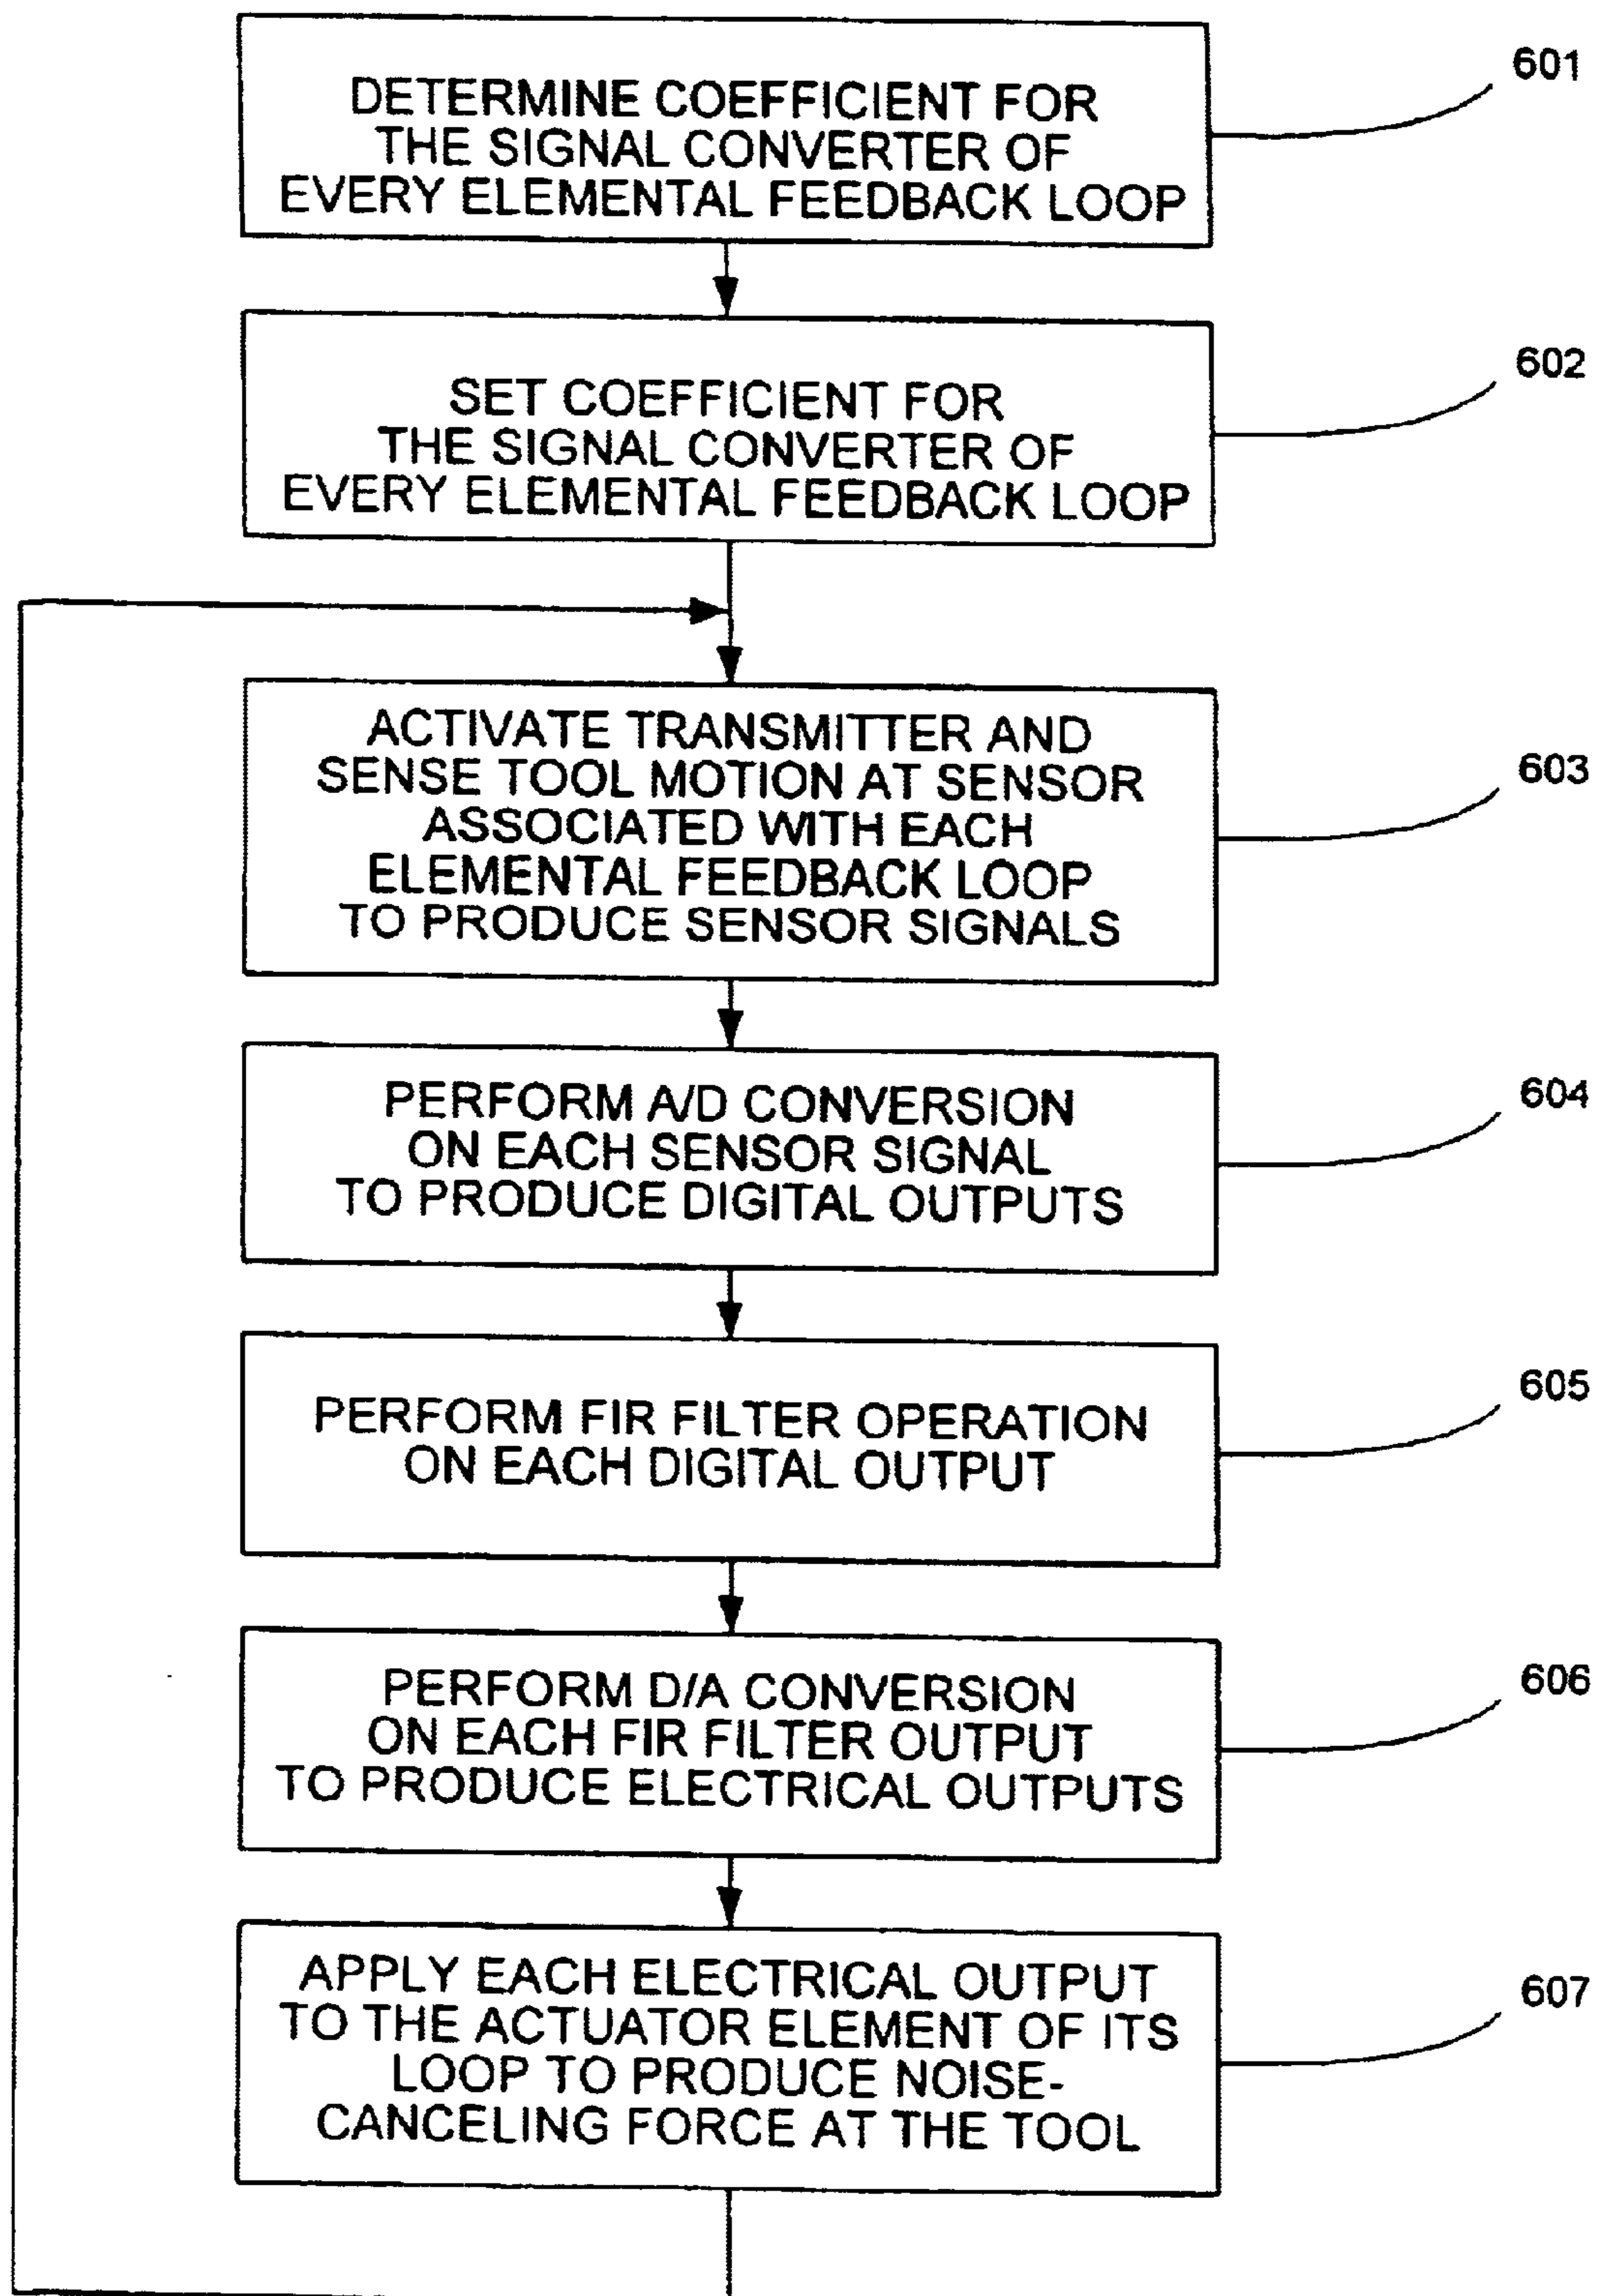 DETERMINE COEFFICIENT FOR
THE SIGNAL CONVERTER OF
EVERY ELEMENTAL FEEDBACK LOOP
601
SET COEFFICIENT FOR
THE SIGNAL CONVERTER OF
EVERY ELEMENTAL FEEDBACK LOOP
602
ACTIVATE TRANSMITTER AND
SENSE TOOL MOTION AT SENSOR
ASSOCIATED WITH EACH
ELEMENTAL FEEDBACK LOOP
TO PRODUCE SENSOR SIGNALS
603
PERFORM A/D CONVERSION
ON EACH SENSOR SIGNAL
TO PRODUCE DIGITAL OUTPUTS
604
PERFORM FIR FILTER OPERATION
ON EACH DIGITAL OUTPUT
605
PERFORM D/A CONVERSION
ON EACH FIR FILTER OUTPUT
TO PRODUCE ELECTRICAL OUTPUTS
606
APPLY EACH ELECTRICAL OUTPUT
TO THE ACTUATOR ELEMENT OF ITS
LOOP TO PRODUCE NOISE-
CANCELING FORCE AT THE TOOL
607